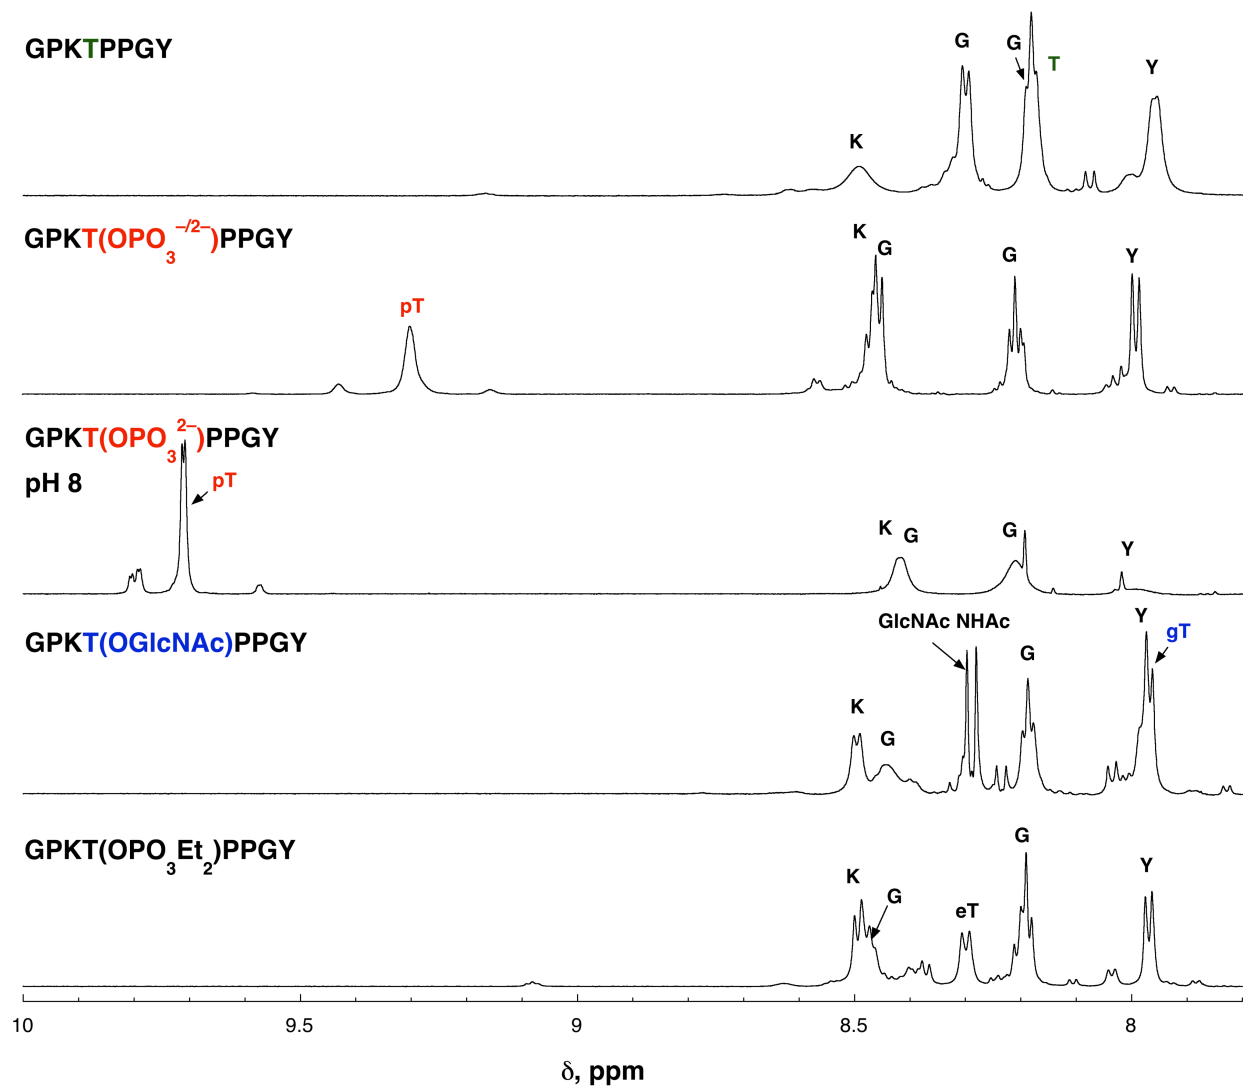 GPKTPPGY
G
G
T
Y
K
GPKT(OPO3–/2–)PPGY
K
G
G
Y
pT
GPKT(OPO32–)PPGY
pH 8
pT
K
G
G
Y
GPKT(OGlcNAc)PPGY
GlcNAc NHAc
Y
gT
G
K
G
GPKT(OPO3Et2)PPGY
K
G
eT
G
Y
10 9.5 9 8.5 8
δ, ppm